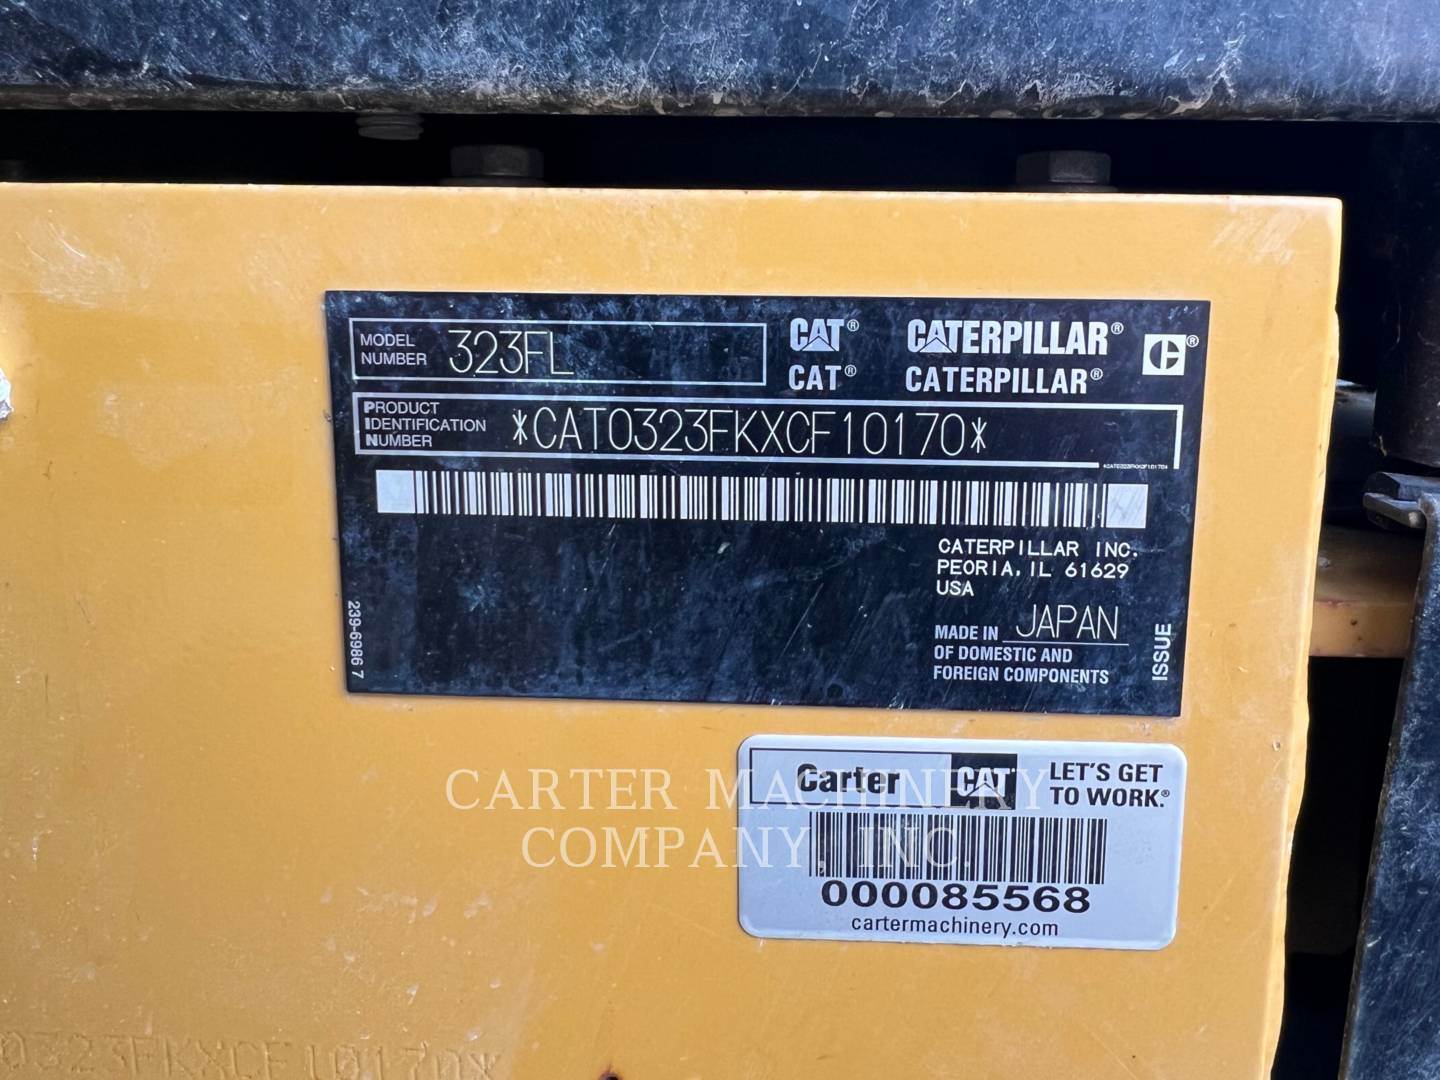 MODEL NUMBER 323FL
CAT® CATERPILLAR®
CAT® CATERPILLAR®
PRODUCT IDENTIFICATION NUMBER *CAT0323FKXCF10170*
*CAT0323FKXCF10170*
CATERPILLAR INC.
PEORIA, IL 61629
USA
MADE IN JAPAN
OF DOMESTIC AND
FOREIGN COMPONENTS
239-6986 7
ISSUE
Carter CAT LET'S GET
TO WORK.®
000085568
cartermachinery.com
CARTER MACHINERY
COMPANY, INC.
0323FKXCF10170*